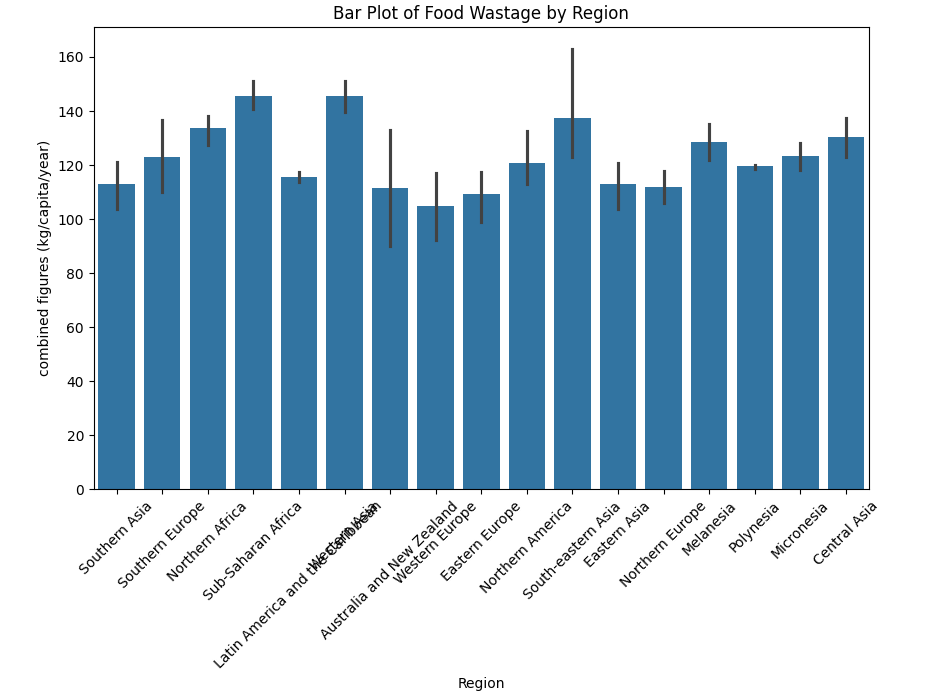 Bar Plot of Food Wastage by Region
combined figures (kg/capita/year)
160
140
120
100
80
60
40
20
0
Southern Asia
Southern Europe
Northern Africa
Sub-Saharan Africa
Latin America and the Caribbean
Western Asia
Australia and New Zealand
Western Europe
Eastern Europe
Northern America
South-eastern Asia
Eastern Asia
Northern Europe
Melanesia
Polynesia
Micronesia
Central Asia
Region